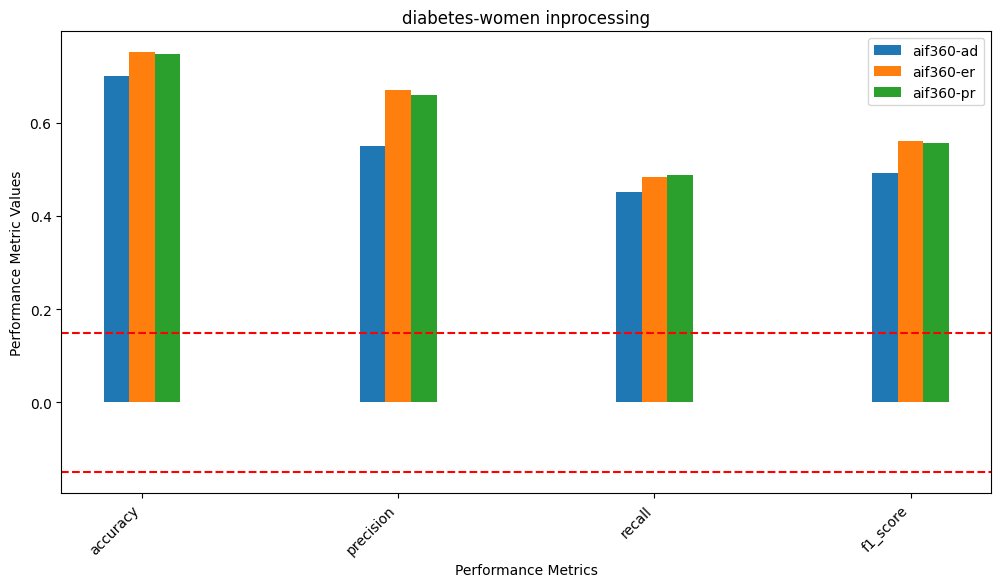 diabetes-women inprocessing
aif360-ad
aif360-er
aif360-pr
Performance Metric Values
0.6
0.4
0.2
0.0
accuracy
precision
recall
f1_score
Performance Metrics